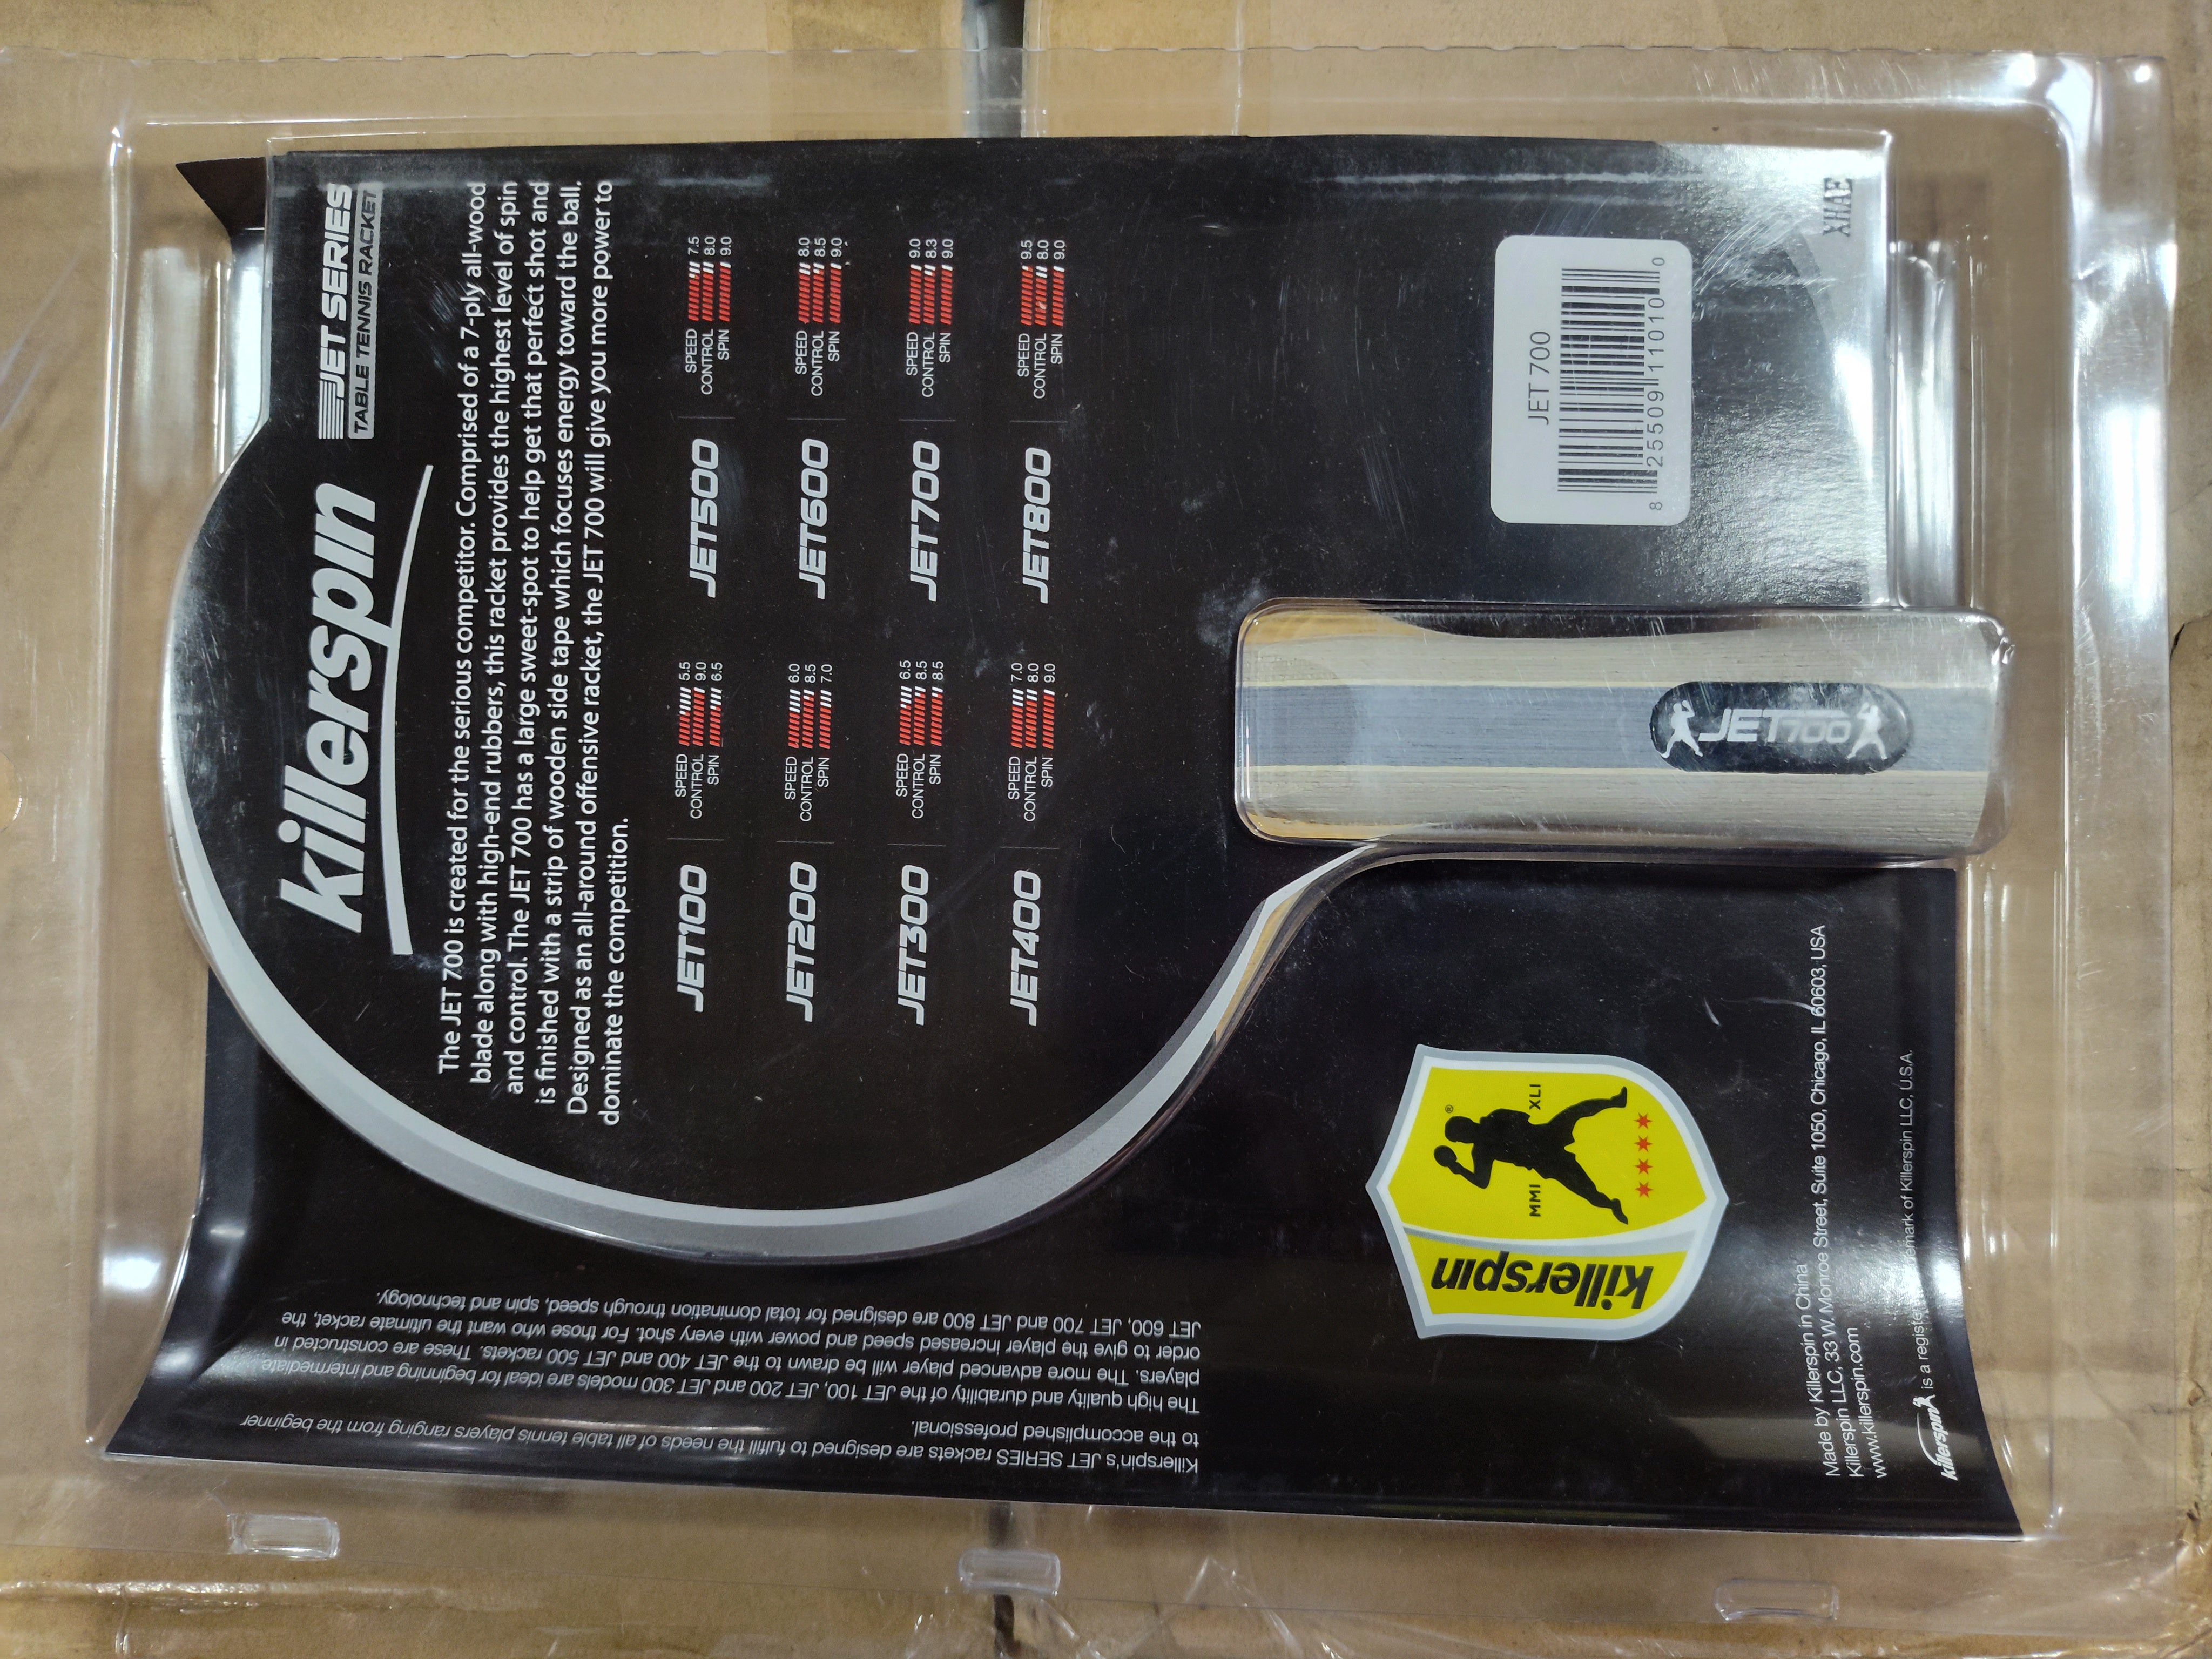 killerspin
JET SERIES
TABLE TENNIS RACKET
The JET 700 is created for the serious competitor. Comprised of a 7-ply all-wood
blade along with high-end rubbers, this racket provides the highest level of spin
and control. The JET 700 has a large sweet-spot to help get that perfect shot and
is finished with a strip of wooden side tape which focuses energy toward the ball.
Designed as an all-around offensive racket, the JET 700 will give you more power to
dominate the competition.
JET100
SPEED 5.5
CONTROL 9.0
SPIN 6.5
JET500
SPEED 7.5
CONTROL 8.0
SPIN 9.0
JET200
SPEED 6.0
CONTROL 8.5
SPIN 7.0
JET600
SPEED 8.0
CONTROL 8.5
SPIN 9.0
JET300
SPEED 6.5
CONTROL 8.5
SPIN 8.5
JET700
SPEED 9.0
CONTROL 8.3
SPIN 9.0
JET400
SPEED 7.0
CONTROL 8.0
SPIN 9.0
JET800
SPEED 9.5
CONTROL 8.0
SPIN 9.0
Killerspin's JET SERIES rackets are designed to fulfill the needs of all table tennis players ranging from the beginner
to the accomplished professional.
The high quality and durability of the JET 100, JET 200 and JET 300 models are ideal for beginning and intermediate
players. The more advanced player will be drawn to the JET 400 and JET 500 rackets. These are constructed in
order to give the player increased speed and power with every shot. For those who want the ultimate racket, the
JET 600, JET 700 and JET 800 are designed for total domination through speed, spin and technology.
JET 700
8 25509 11010 0
XHAE
JET700
killerspin
MMI XLI
®
Made by Killerspin in China
Killerspin LLC, 33 W. Monroe Street, Suite 1050, Chicago, IL 60603, USA
www.killerspin.com
killerspin is a registered trademark of Killerspin LLC, U.S.A.